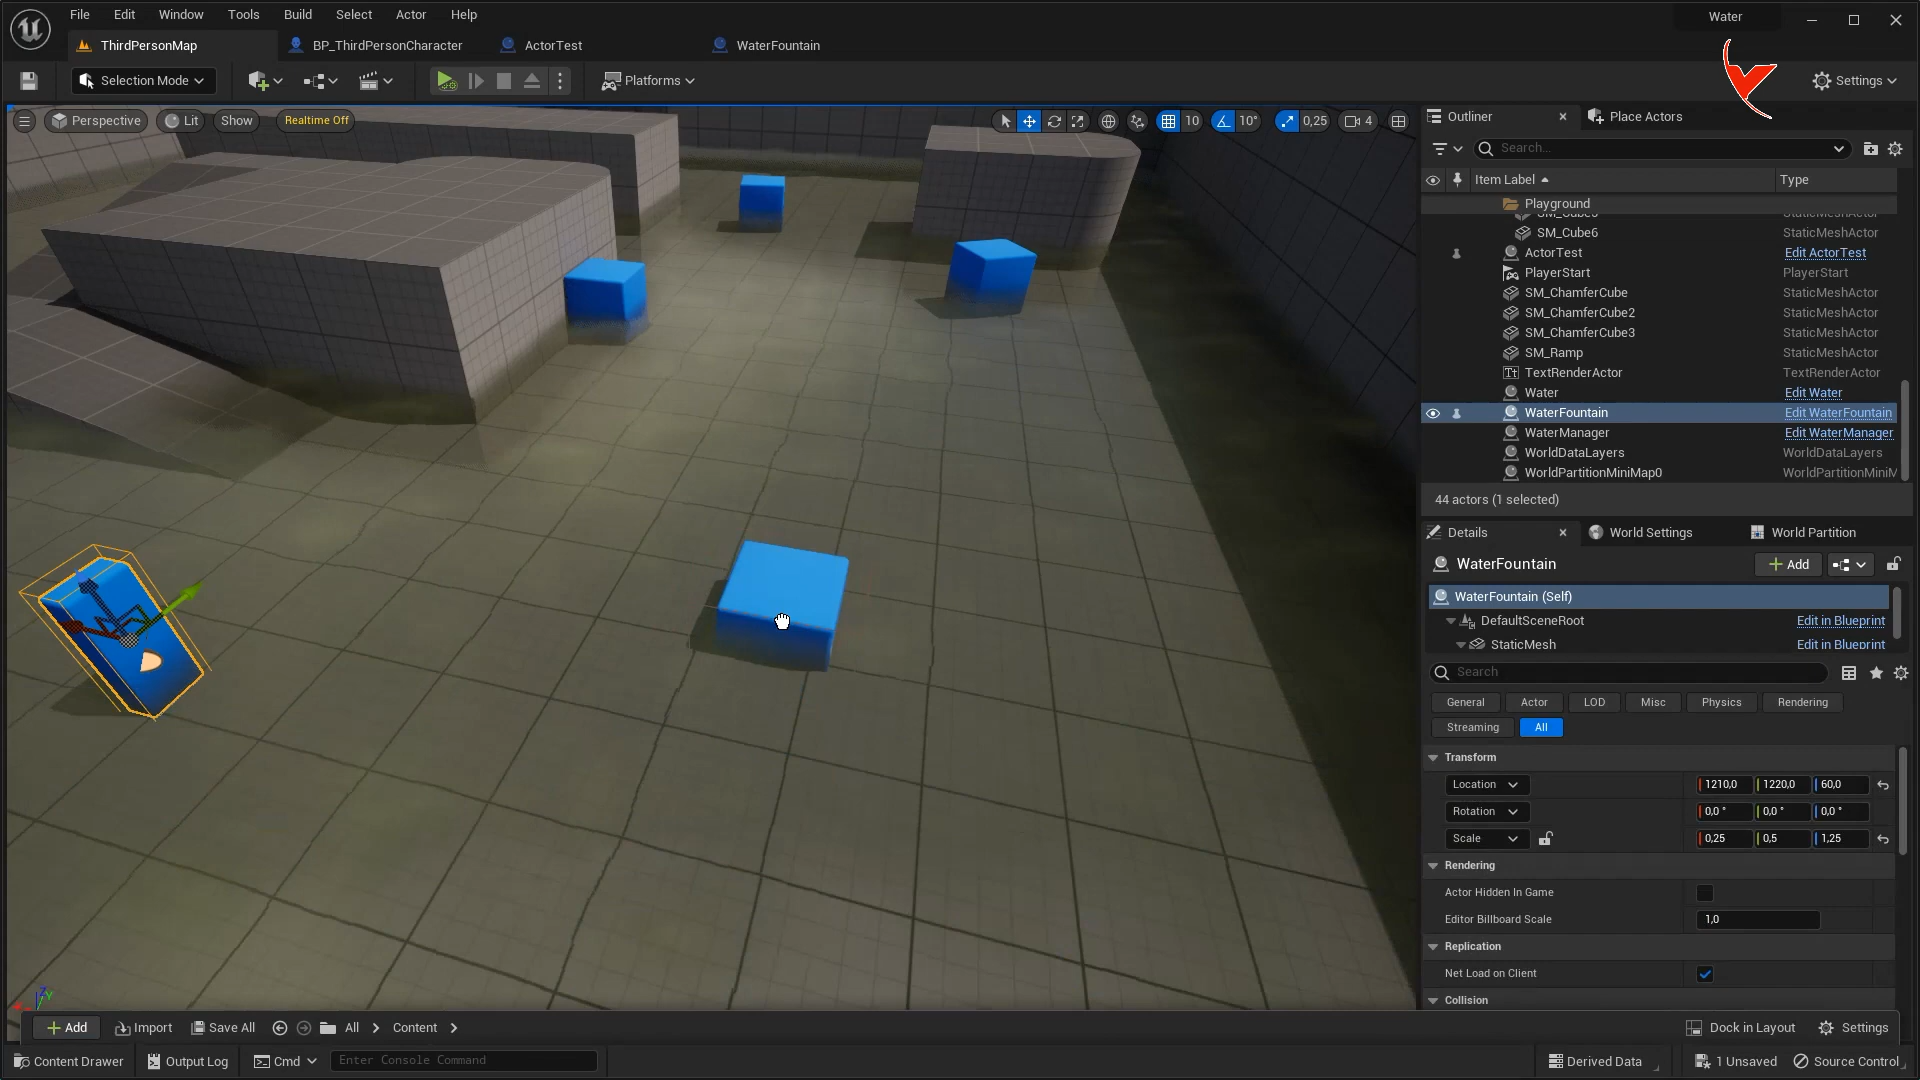 File Edit Window Tools Build Select Actor Help
Water
ThirdPersonMap BP_ThirdPersonCharacter ActorTest WaterFountain
Selection Mode Platforms Settings
Perspective Lit Show Realtime Off 10 10° 0,25 4
Outliner Place Actors
Search...
Item Label Type
Playground
SM_Cube5 StaticMeshActor
SM_Cube6 StaticMeshActor
ActorTest Edit ActorTest
PlayerStart PlayerStart
SM_ChamferCube StaticMeshActor
SM_ChamferCube2 StaticMeshActor
SM_ChamferCube3 StaticMeshActor
SM_Ramp StaticMeshActor
Tt TextRenderActor TextRenderActor
Water Edit Water
WaterFountain Edit WaterFountain
WaterManager Edit WaterManager
WorldDataLayers WorldDataLayers
WorldPartitionMiniMap0 WorldPartitionMiniM
44 actors (1 selected)
Details World Settings World Partition
WaterFountain Add
WaterFountain (Self)
DefaultSceneRoot Edit in Blueprint
StaticMesh Edit in Blueprint
Search
General Actor LOD Misc Physics Rendering
Streaming All
Transform
Location 1210,0 1220,0 60,0
Rotation 0,0 ° 0,0 ° 0,0 °
Scale 0,25 0,5 1,25
Rendering
Actor Hidden In Game
Editor Billboard Scale 1,0
Replication
Net Load on Client
Collision
Z Y
Add Import Save All All Content Dock in Layout Settings
Content Drawer Output Log Cmd Enter Console Command Derived Data 1 Unsaved Source Control